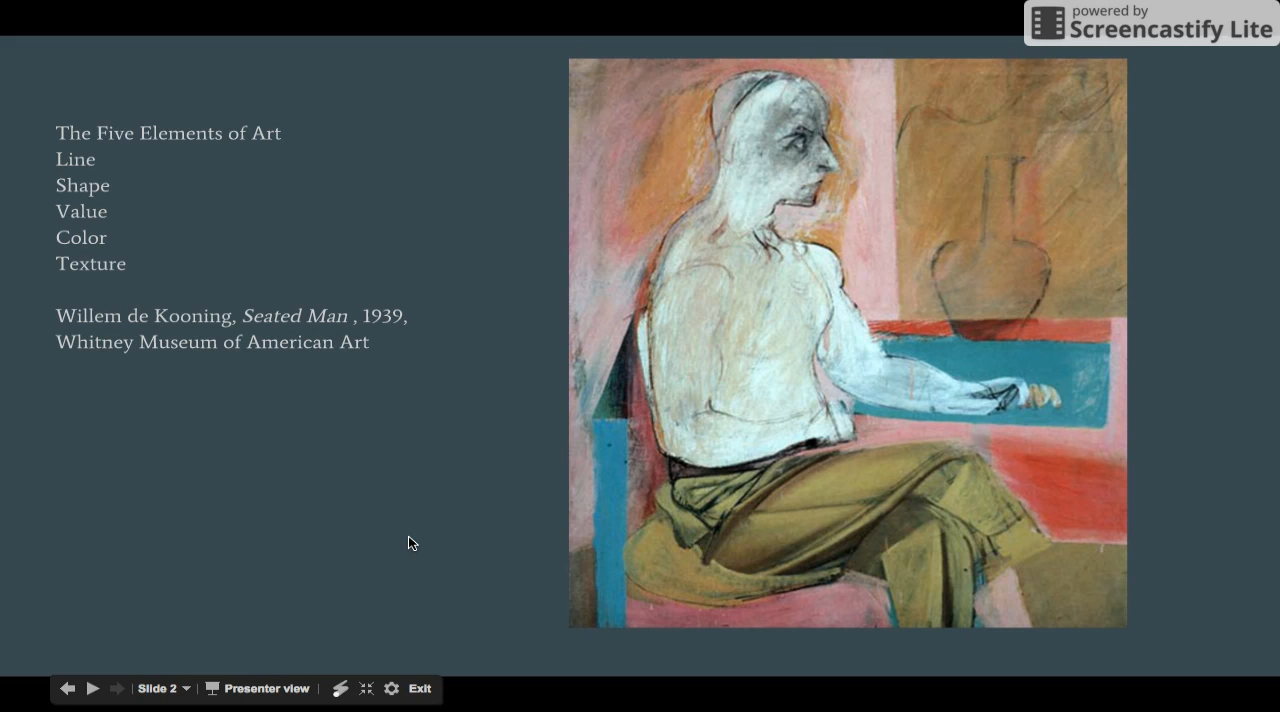 powered by
Screencastify Lite
The Five Elements of Art
Line
Shape
Value
Color
Texture
Willem de Kooning, Seated Man , 1939,
Whitney Museum of American Art
Slide 2
Presenter view
Exit